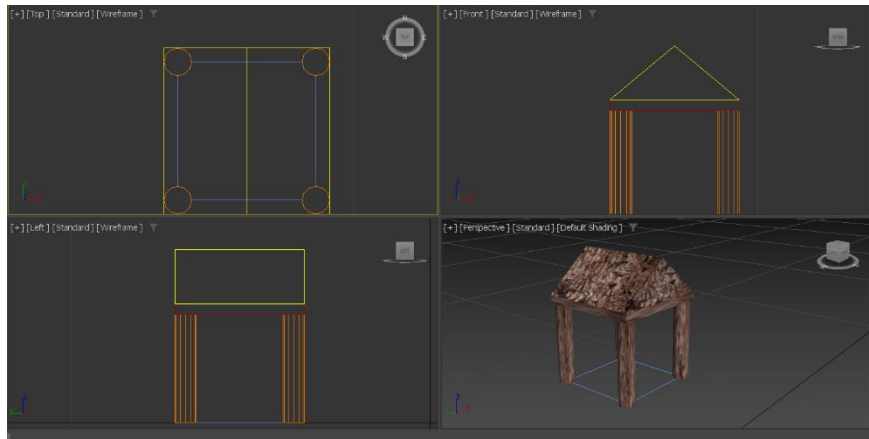 [+] [Top] [Standard] [Wireframe]
[+] [Front] [Standard] [Wireframe]
[+] [Left] [Standard] [Wireframe]
[+] [Perspective] [Standard] [Default Shading]